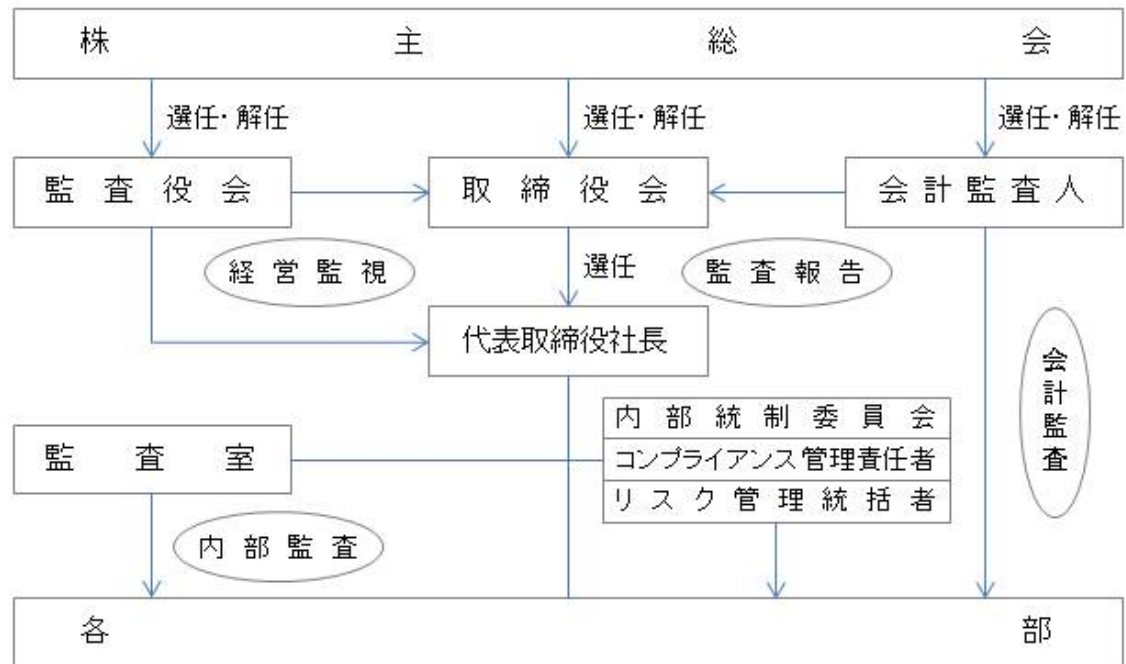 株主総会
選任・解任
選任・解任
選任・解任
監査役会
取締役会
会計監査人
経営監視
選任
監査報告
代表取締役社長
会計監査
内部統制委員会
監査室
コンプライアンス管理責任者
リスク管理統括者
内部監査
各部